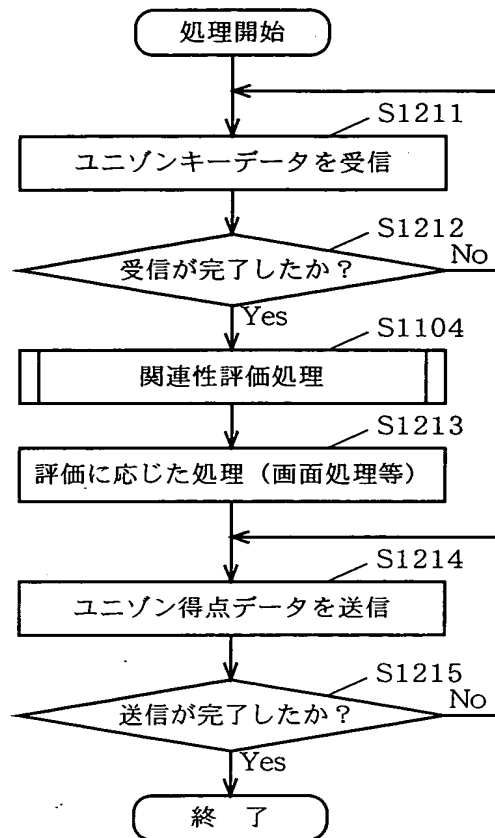 処理開始
S1211
ユニゾンキーデータを受信
S1212
受信が完了したか？
No
Yes
S1104
関連性評価処理
S1213
評価に応じた処理（画面処理等）
S1214
ユニゾン得点データを送信
S1215
送信が完了したか？
No
Yes
終 了